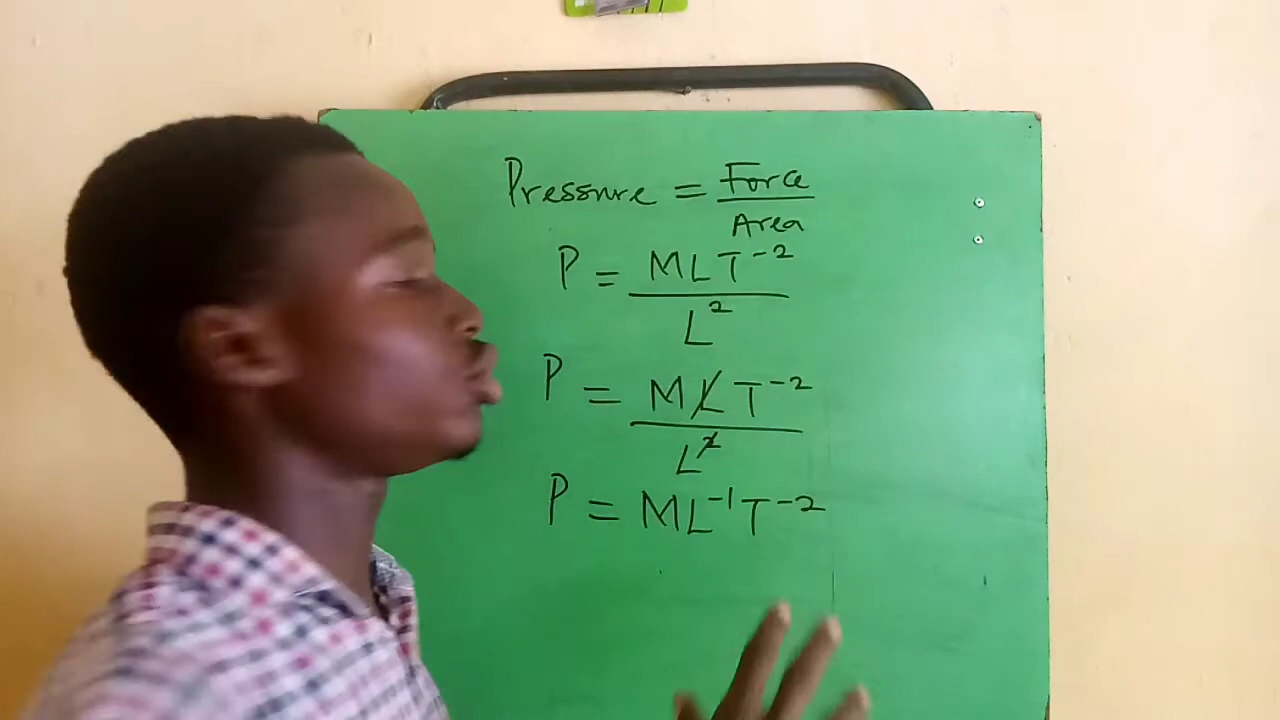 Pressure = Force / Area
P = MLT⁻² / L²
P = MLT⁻² / L²
P = ML⁻¹T⁻²